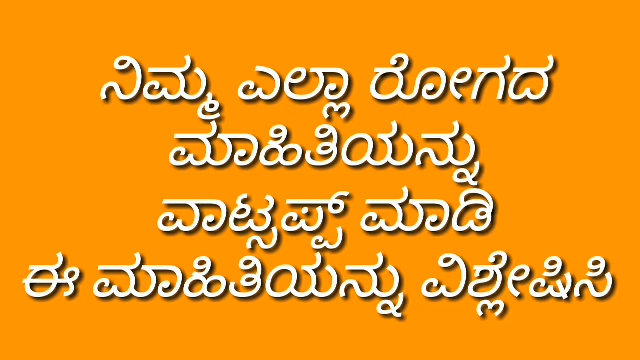 ನಿಮ್ಮ ಎಲ್ಲಾ ರೋಗದ
ಮಾಹಿತಿಯನ್ನು
ವಾಟ್ಸಪ್ಪ್ ಮಾಡಿ
ಈ ಮಾಹಿತಿಯನ್ನು ವಿಶ್ಲೇಷಿಸಿ